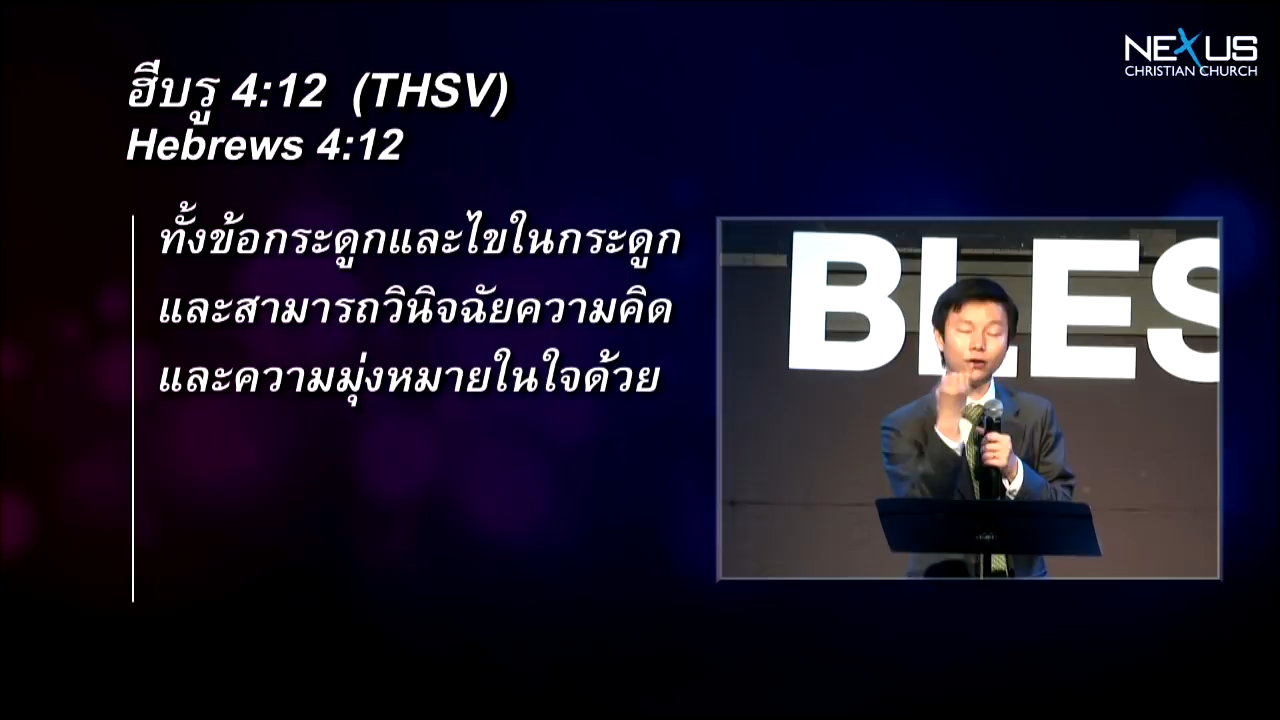 ฮีบรู 4:12 (THSV)
Hebrews 4:12
ทั้งข้อกระดูกและไขในกระดูก
และสามารถวินิจฉัยความคิด
และความมุ่งหมายในใจด้วย
NEXUS
CHRISTIAN CHURCH
BLES